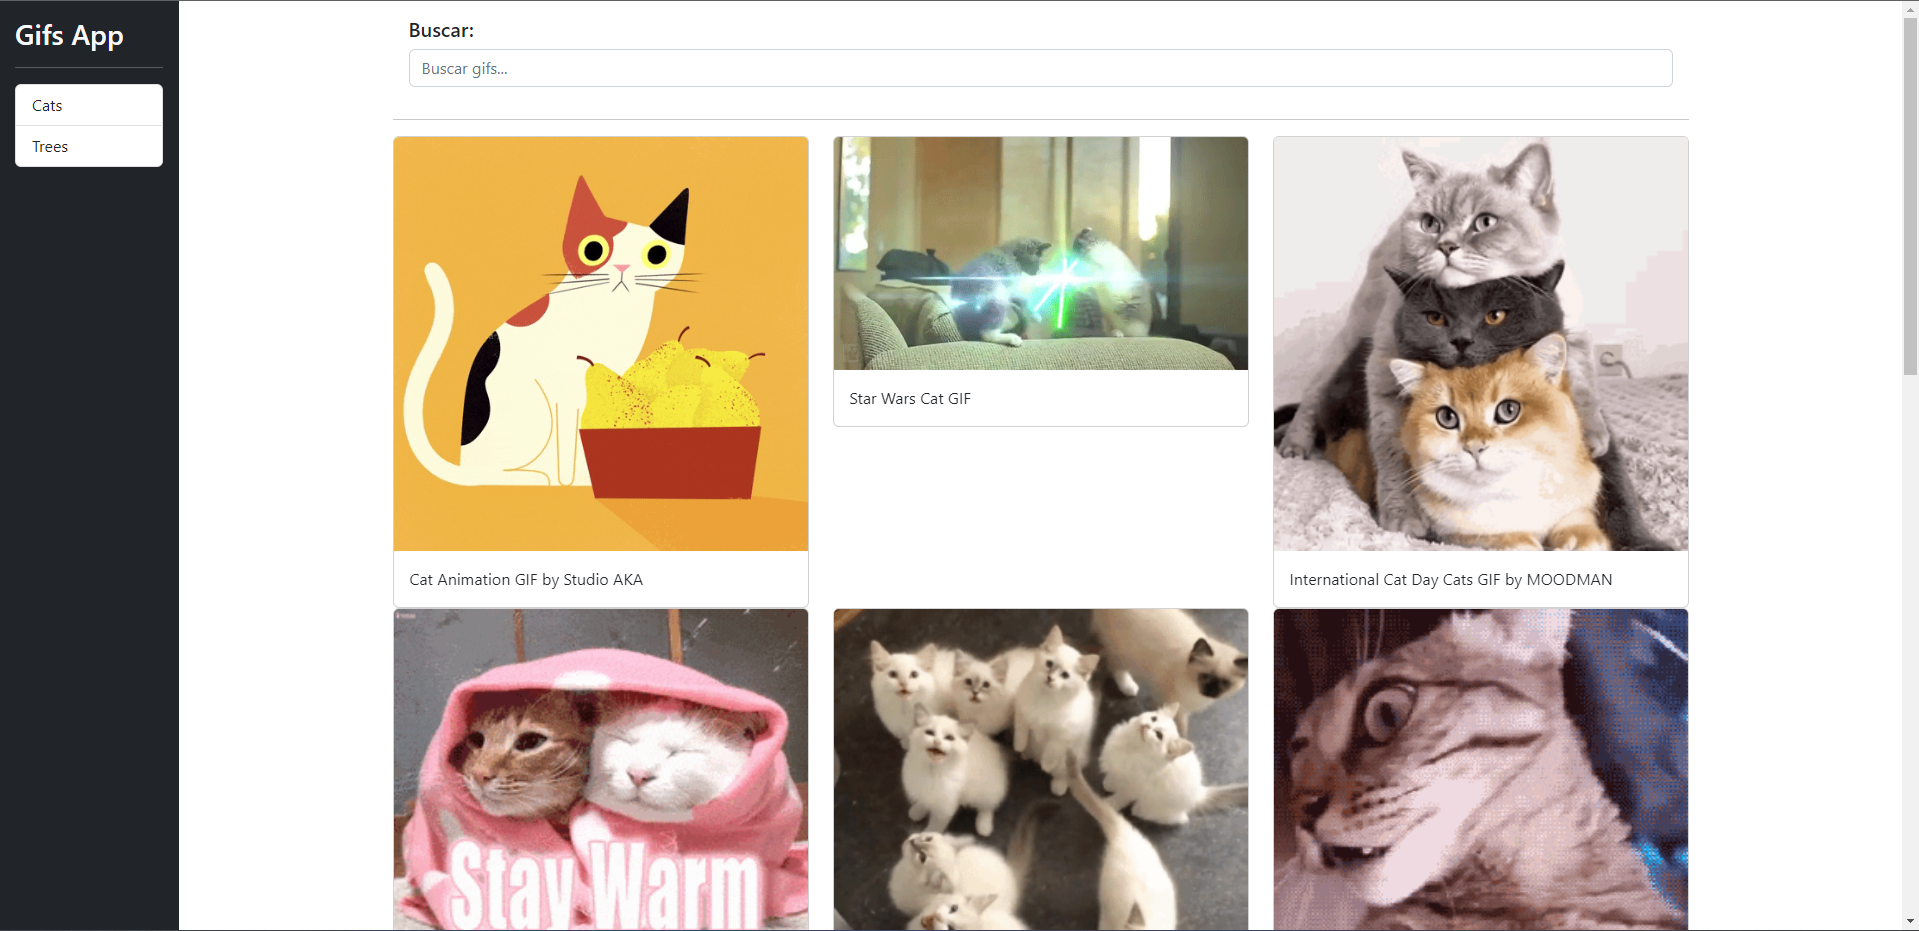 Gifs App
Cats
Trees
Buscar:
Buscar gifs...
Cat Animation GIF by Studio AKA
Star Wars Cat GIF
International Cat Day Cats GIF by MOODMAN
Stay Warm